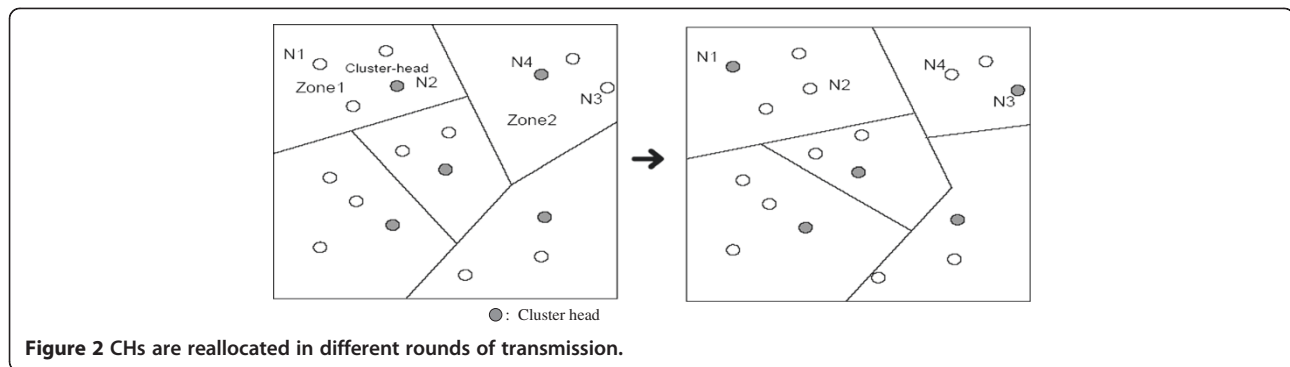 N1
Cluster-head
N2
Zone1
N4
N3
Zone2
N1
N2
N4
N3
: Cluster head
Figure 2 CHs are reallocated in different rounds of transmission.